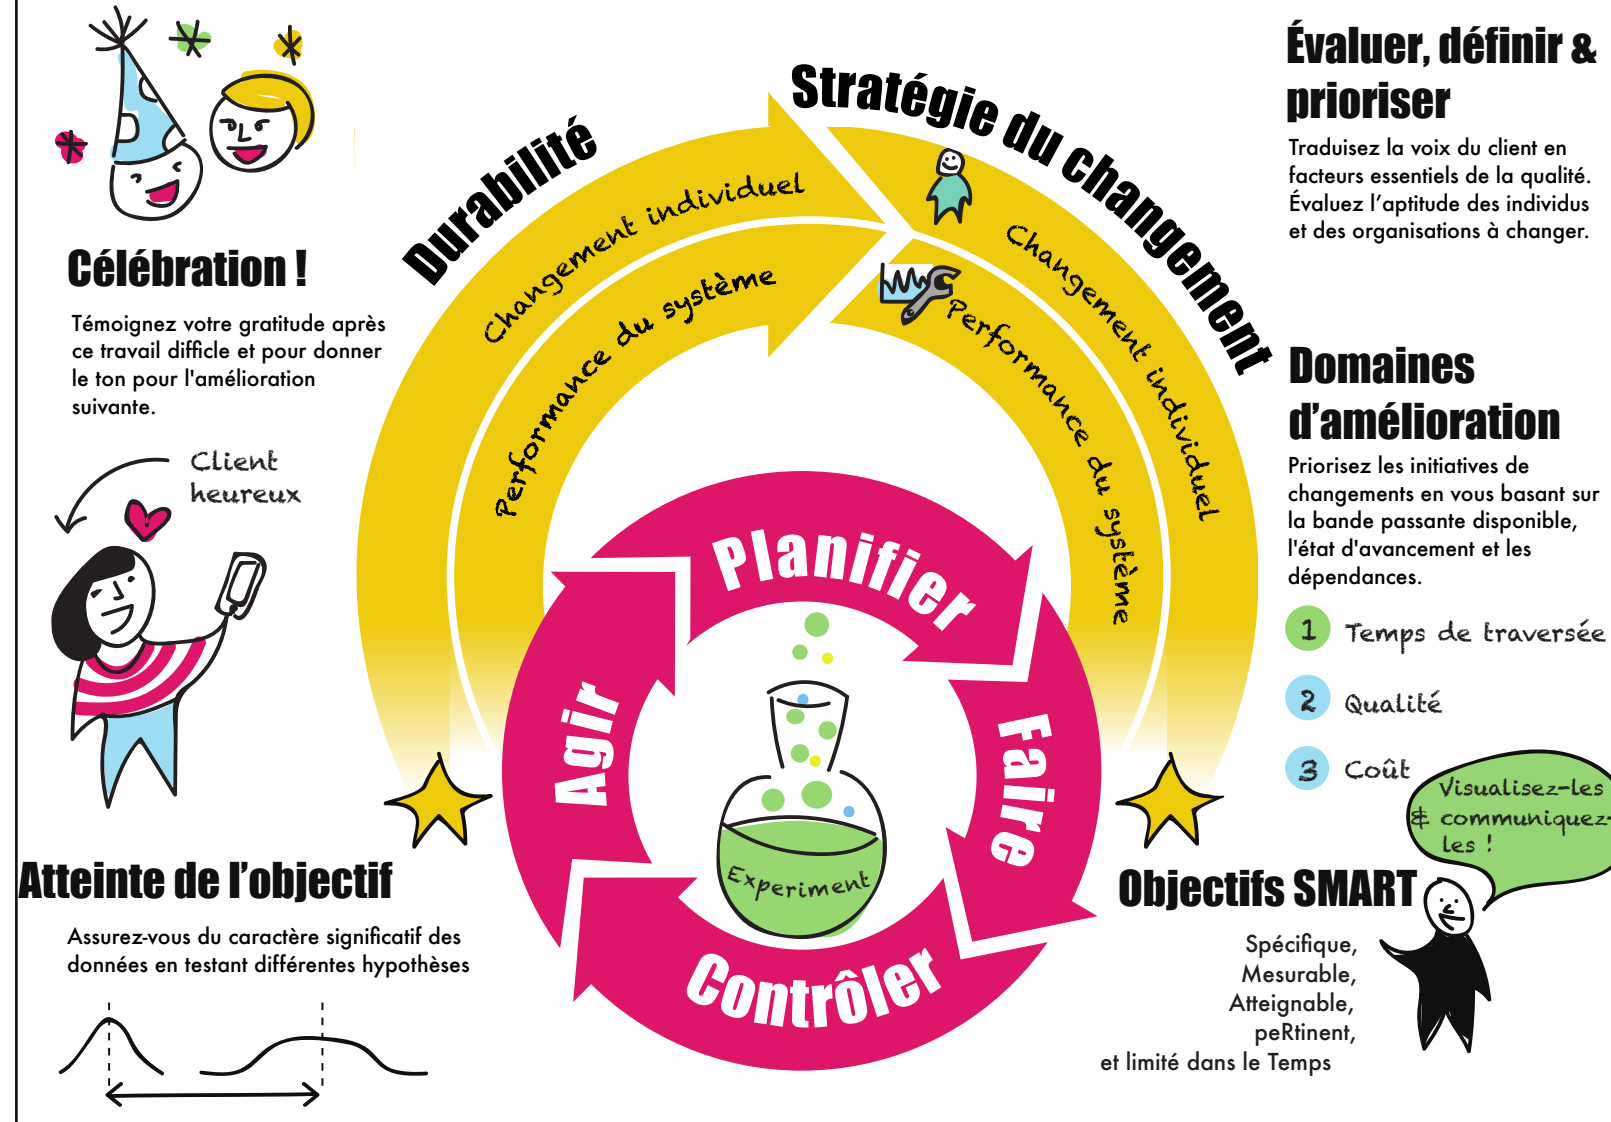 Célébration !
Témoignez votre gratitude après
ce travail difficle et pour donner
le ton pour l'amélioration
suivante.
Client
heureux
Atteinte de l’objectif
Assurez-vous du caractère significatif des
données en testant différentes hypothèses
Durabilité
Changement individuel
Performance du système
Stratégie du changement
Changement individuel
Performance du système
Planifier
Faire
Contrôler
Agir
Experiment
Évaluer, définir &
prioriser
Traduisez la voix du client en
facteurs essentiels de la qualité.
Évaluez l’aptitude des individus
et des organisations à changer.
Domaines
d’amélioration
Priorisez les initiatives de
changements en vous basant sur
la bande passante disponible,
l'état d'avancement et les
dépendances.
1 Temps de traversée
2 Qualité
3 Coût
Visualisez-les
& communiquez-
les !
Objectifs SMART
Spécifique,
Mesurable,
Atteignable,
peRtinent,
et limité dans le Temps